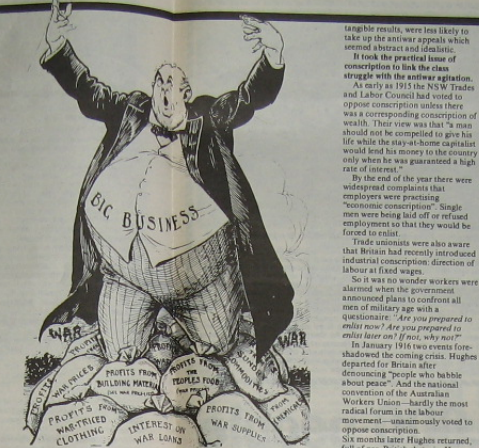 BIG BUSINESS
WAR
WAR
PROFITS
WAR PRICES
PROFITS FROM
BUILDING MATERIAL
PROFITS FROM
THE
PEOPLES FOOD
COMMODITIES
PROFITS FROM
WAR-PRICED
CLOTHING
INTEREST ON
WAR LOANS
PROFITS FROM
WAR SUPPLIES
FROM
CHEMICALS
tangible results, were less likely to
take up the antiwar appeals which
seemed abstract and idealistic.
It took the practical issue of
conscription to link the class
struggle with the antiwar agitation.
As early as 1915 the NSW Trades
and Labor Council had voted to
oppose conscription unless there
was a corresponding conscription of
wealth. Their view was that "a man
should not be compelled to give his
life while the stay-at-home capitalist
would lend his money to the country
only when he was guaranteed a high
rate of interest."
By the end of the year there were
widespread complaints that
employers were practising
"economic conscription". Single
men were being laid off or refused
employment so that they would be
forced to enlist.
Trade unionists were also aware
that Britain had recently introduced
industrial conscription: direction of
labour at fixed wages.
So it was no wonder workers were
alarmed when the government
announced plans to confront all
men of military age with a
questionaire: "Are you prepared to
enlist now? Are you prepared to
enlist later on? If not, why not?"
In January 1916 two events fore-
shadowed the coming crisis. Hughes
departed for Britain after
denouncing "people who babble
about peace". And the national
convention of the Australian
Workers Union—hardly the most
radical forum in the labour
movement—unanimously voted to
oppose conscription.
Six months later Hughes returned,